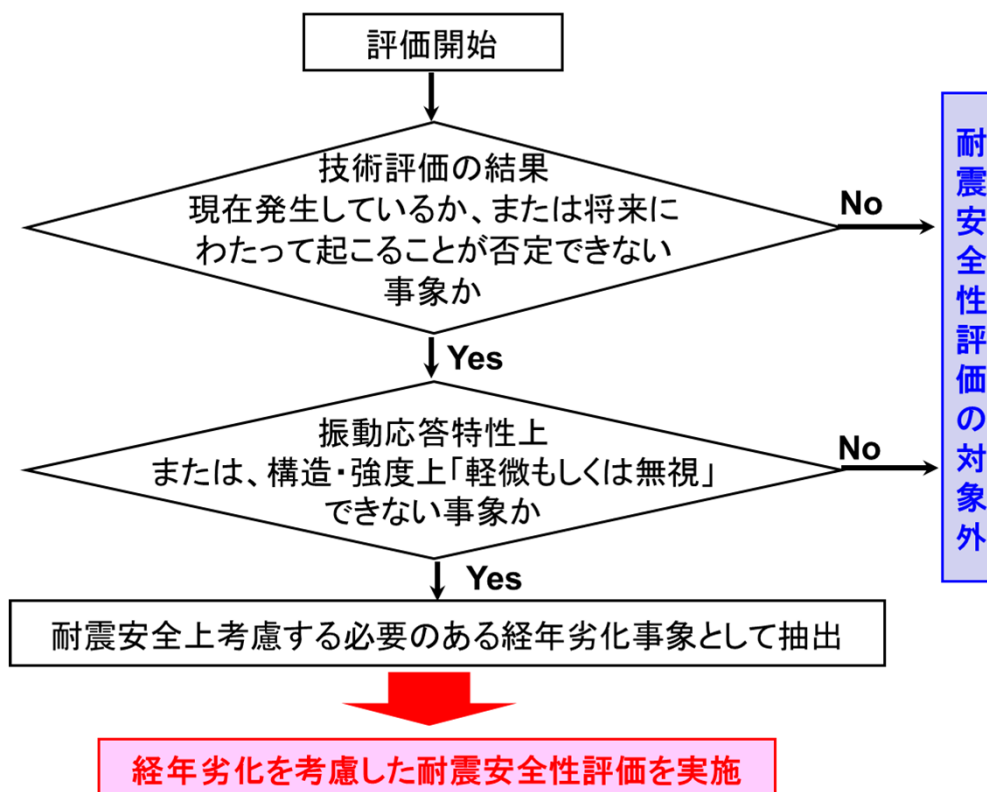 評価開始
技術評価の結果
現在発生しているか、または将来に
わたって起こることが否定できない
事象か
No
Yes
振動応答特性上
または、構造・強度上「軽微もしくは無視」
できない事象か
No
Yes
耐震安全性評価の対象外
耐震安全上考慮する必要のある経年劣化事象として抽出
経年劣化を考慮した耐震安全性評価を実施